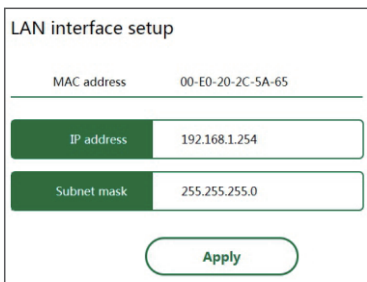 LAN interface setup
MAC address 00-E0-20-2C-5A-65
IP address 192.168.1.254
Subnet mask 255.255.255.0
Apply